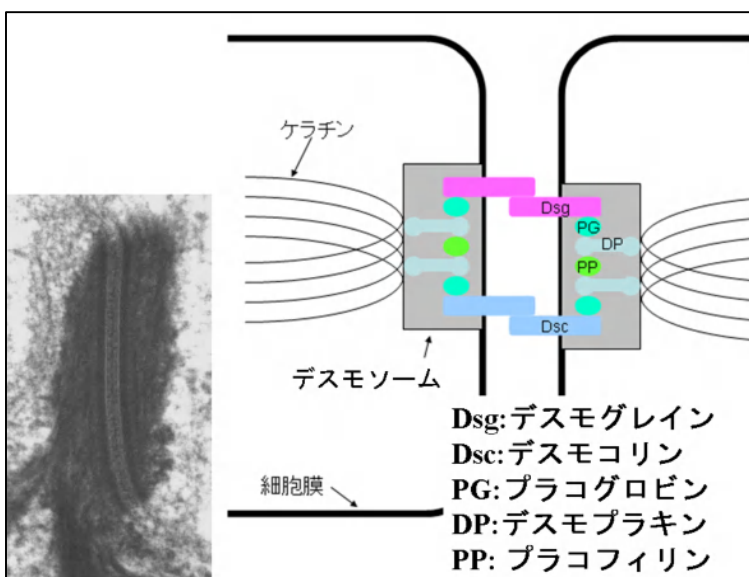 ケラチン
Dsg
PG
DP
PP
Dsc
デスモソーム
細胞膜
Dsg:デスモグレイン
Dsc:デスモコリン
PG:プラコグロビン
DP:デスモプラキン
PP: プラコフィリン